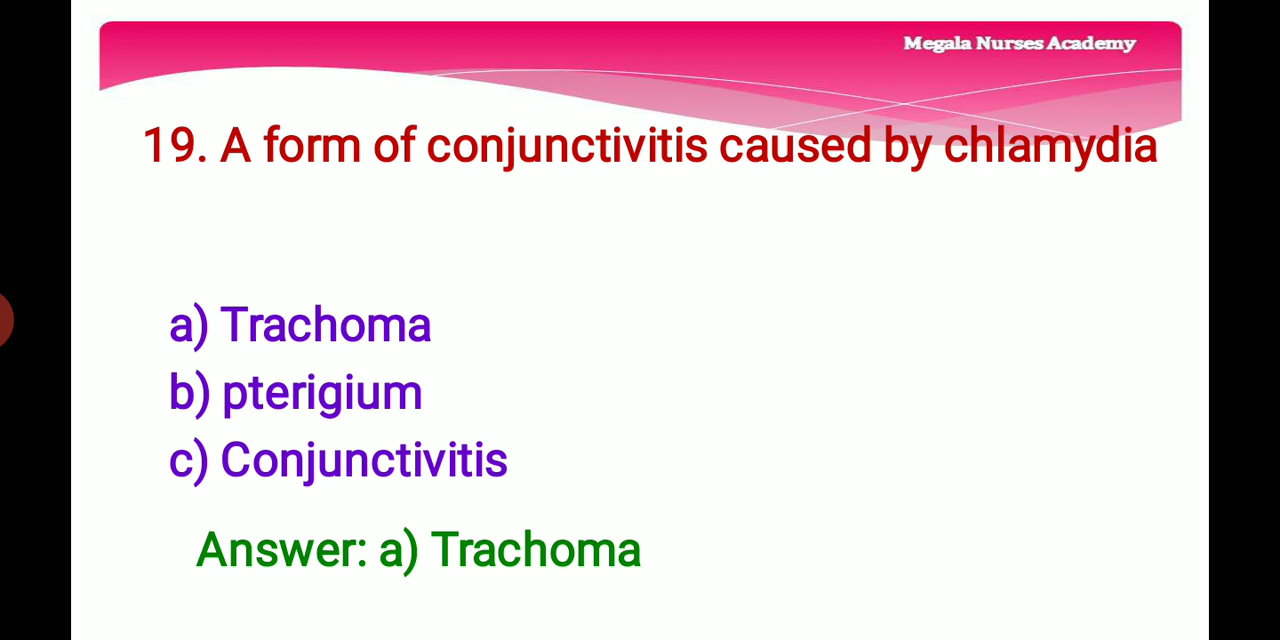 Megala Nurses Academy
19. A form of conjunctivitis caused by chlamydia
a) Trachoma
b) pterigium
c) Conjunctivitis
Answer: a) Trachoma